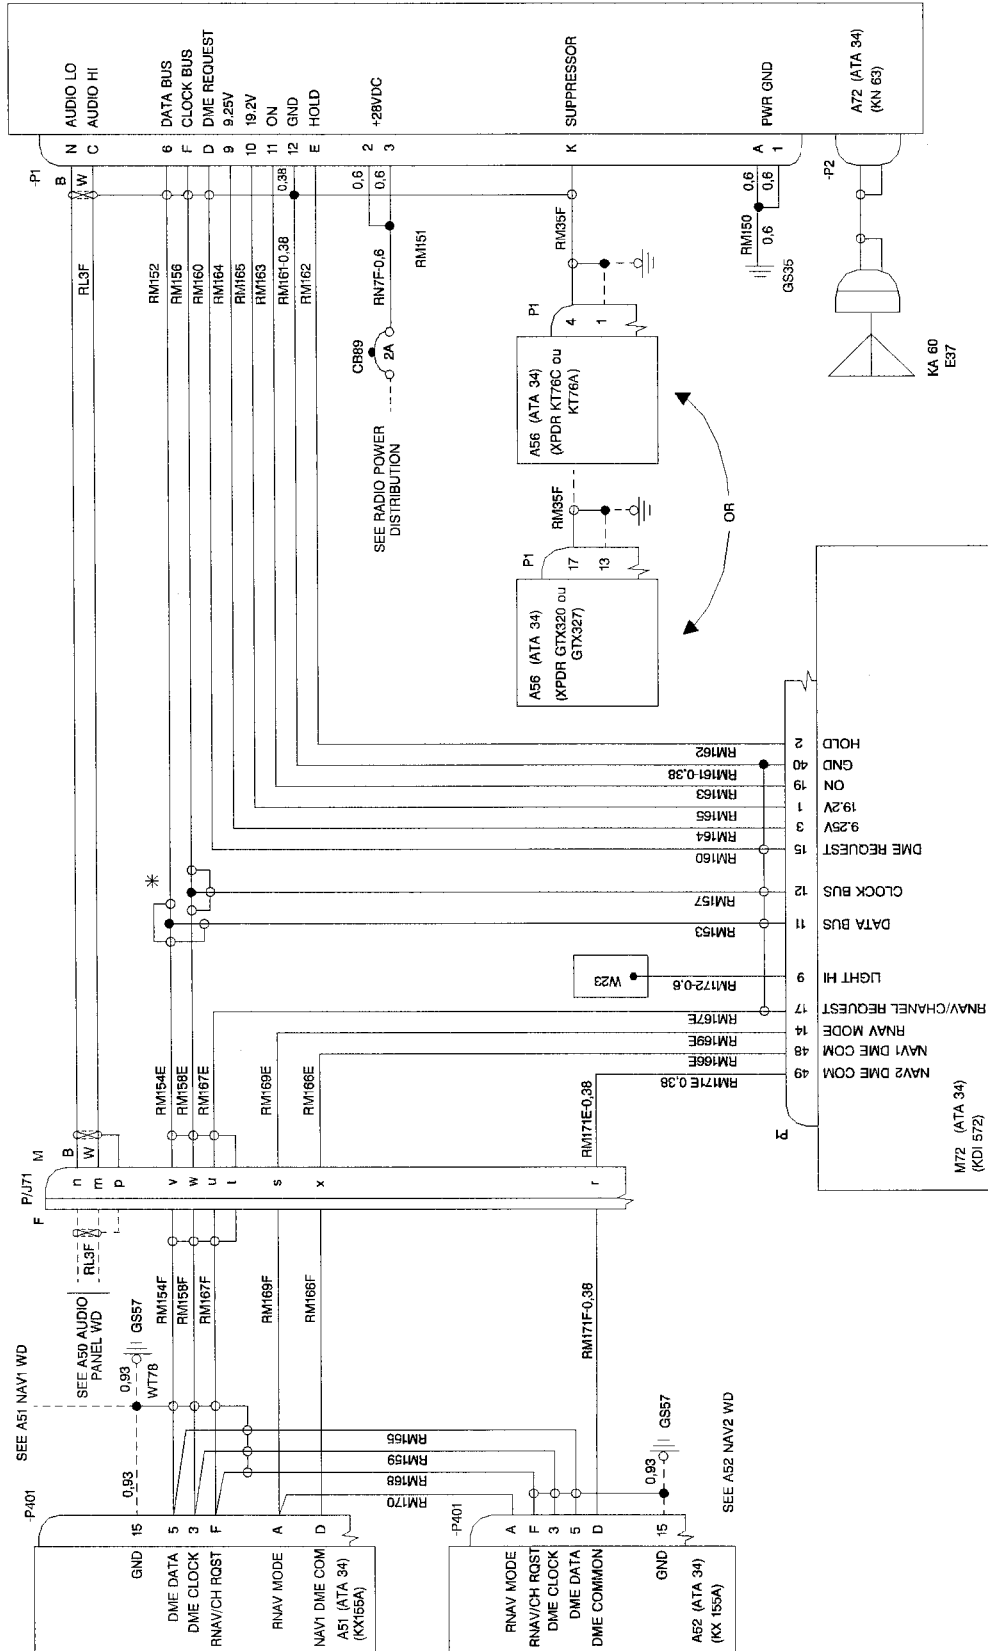 N AUDIO LO
C AUDIO HI
6 DATA BUS
F CLOCK BUS
D DME REQUEST
9 9.25V
10 19.2V
11 ON
12 GND
E HOLD
2
3
+28VDC
K SUPPRESSOR
A
1
PWR GND
A72 (ATA 34)
(KN 63)
-P1
-P2
B
W
0,38
0,6
0,6
0,6
0,6
RL3F
RM152
RM156
RM160
RM164
RM165
RM163
RM161-0,38
RM162
RN7F-0,6
RM151
CB89
2A
SEE RADIO POWER
DISTRIBUTION
RM35F
RM150
0,6
GS35
KA 60
E37
P1
4
1
A56 (ATA 34)
(XPDR KT76C ou
KT76A)
RM35F
P1
17
13
A56 (ATA 34)
(XPDR GTX320 ou
GTX327)
OR
*
RM162
RM161-0,38
RM163
RM165
RM164
RM160
RM157
RM153
W23
RM172-0,6
RM167E
RM169E
RM166E
RM171E 0,38
2 HOLD
40 GND
19 ON
1 19.2V
3 9.25V
15 DME REQUEST
12 CLOCK BUS
11 DATA BUS
9 LIGHT HI
17 RNAV/CHANEL REQUEST
14 RNAV MODE
48 NAV1 DME COM
49 NAV2 DME COM
P1
M72 (ATA 34)
(KDI 572)
RM154E
RM158E
RM167E
RM169E
RM166E
RM171E-0,38
P/J71
M
F
B
W
n
m
p
v
w
u
t
s
x
r
RL3F
SEE A50 AUDIO
PANEL WD
RM154F
RM158F
RM167F
RM169F
RM166F
RM171F-0,38
SEE A51 NAV1 WD
0,93
GS57
WT78
0,93
RM155
RM159
RM168
RM170
-P401
GND 15
DME DATA 5
DME CLOCK 3
RNAV/CH RQST F
RNAV MODE A
NAV1 DME COM D
A51 (ATA 34)
(KX155A)
-P401
RNAV MODE A
RNAV/CH RQST F
DME CLOCK 3
DME DATA 5
DME COMMON D
GND 15
0,93
GS57
SEE A52 NAV2 WD
A52 (ATA 34)
(KX 155A)